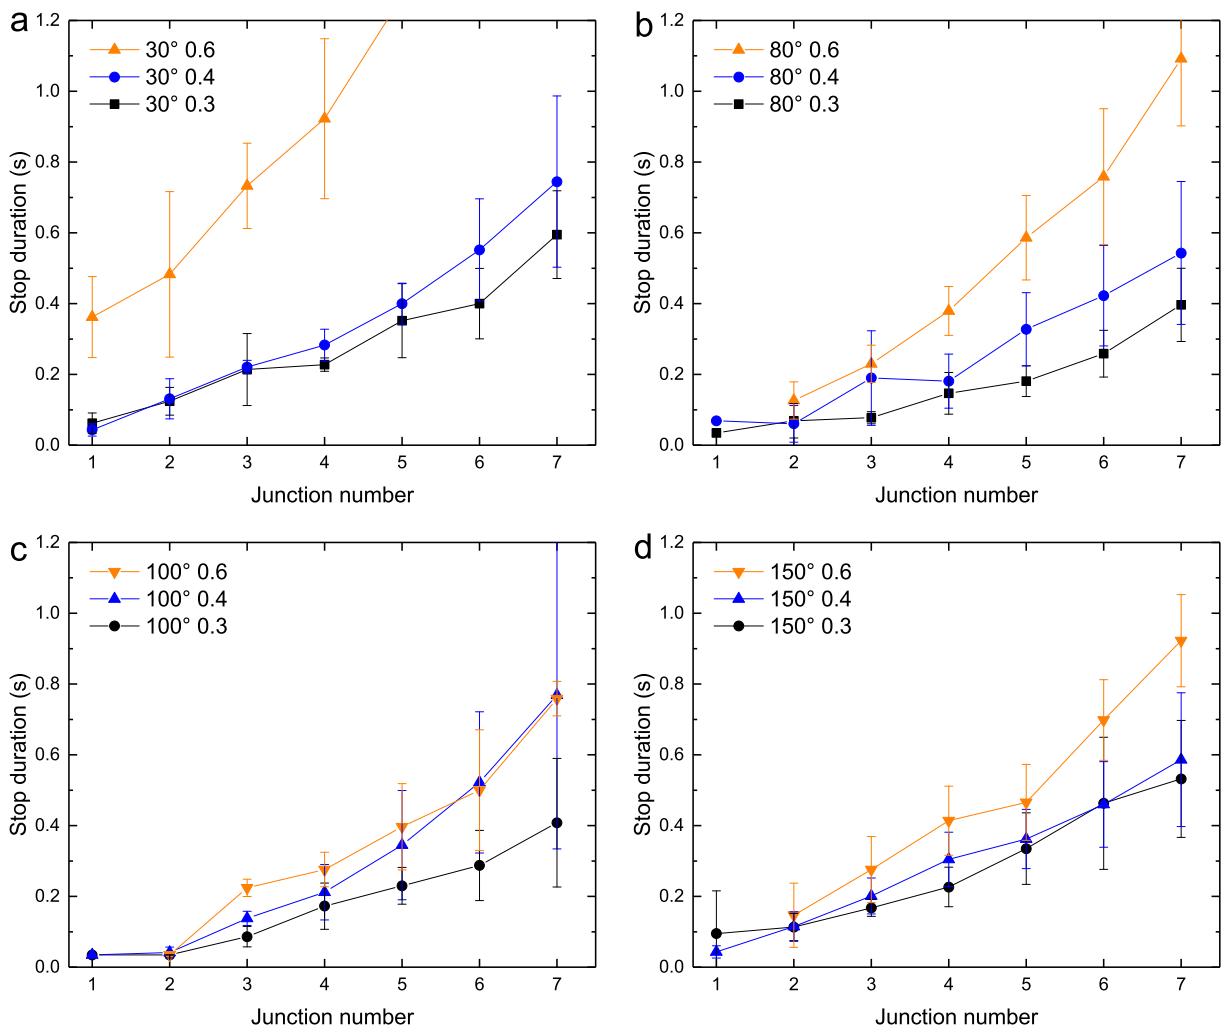 a
30° 0.6
30° 0.4
30° 0.3
Stop duration (s)
1.2
1.0
0.8
0.6
0.4
0.2
0.0
1 2 3 4 5 6 7
Junction number
b
80° 0.6
80° 0.4
80° 0.3
Stop duration (s)
1.2
1.0
0.8
0.6
0.4
0.2
0.0
1 2 3 4 5 6 7
Junction number
c
100° 0.6
100° 0.4
100° 0.3
Stop duration (s)
1.2
1.0
0.8
0.6
0.4
0.2
0.0
1 2 3 4 5 6 7
Junction number
d
150° 0.6
150° 0.4
150° 0.3
Stop duration (s)
1.2
1.0
0.8
0.6
0.4
0.2
0.0
1 2 3 4 5 6 7
Junction number